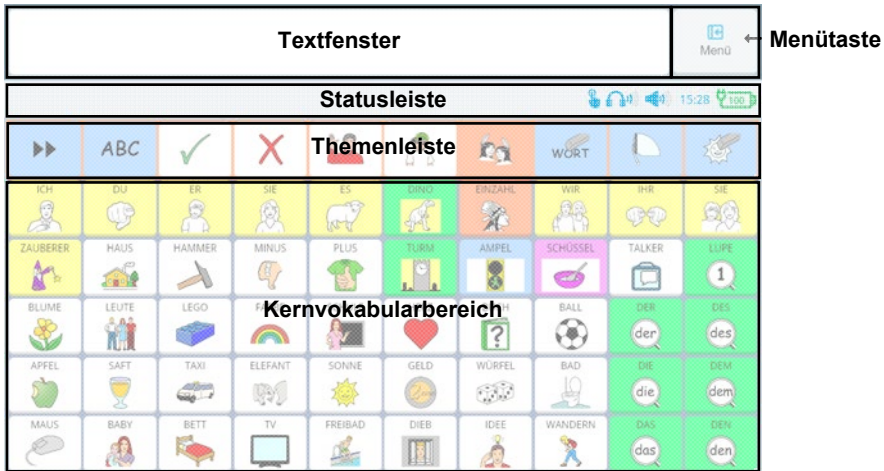 Textfenster
Menü
← Menütaste
Statusleiste
15:28 100
ABC Themenleiste WORT
ICH DU ER SIE ES DINO EINZAHL WIR IHR SIE
ZAUBERER HAUS HAMMER MINUS PLUS TURM AMPEL SCHÜSSEL TALKER LUPE
1
BLUME LEUTE LEGO BALL DER DES
Kernvokabularbereich
? der des
APFEL SAFT TAXI ELEFANT SONNE GELD WÜRFEL BAD DIE DEM
die dem
MAUS BABY BETT TV FREIBAD DIEB IDEE WANDERN DAS DEN
das den